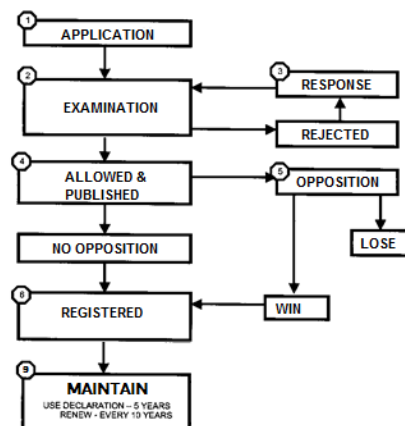 1
APPLICATION
2
EXAMINATION
3
RESPONSE
REJECTED
4
ALLOWED &
PUBLISHED
5
OPPOSITION
NO OPPOSITION
LOSE
6
REGISTERED
WIN
9
MAINTAIN
USE DECLARATION – 5 YEARS
RENEW - EVERY 10 YEARS